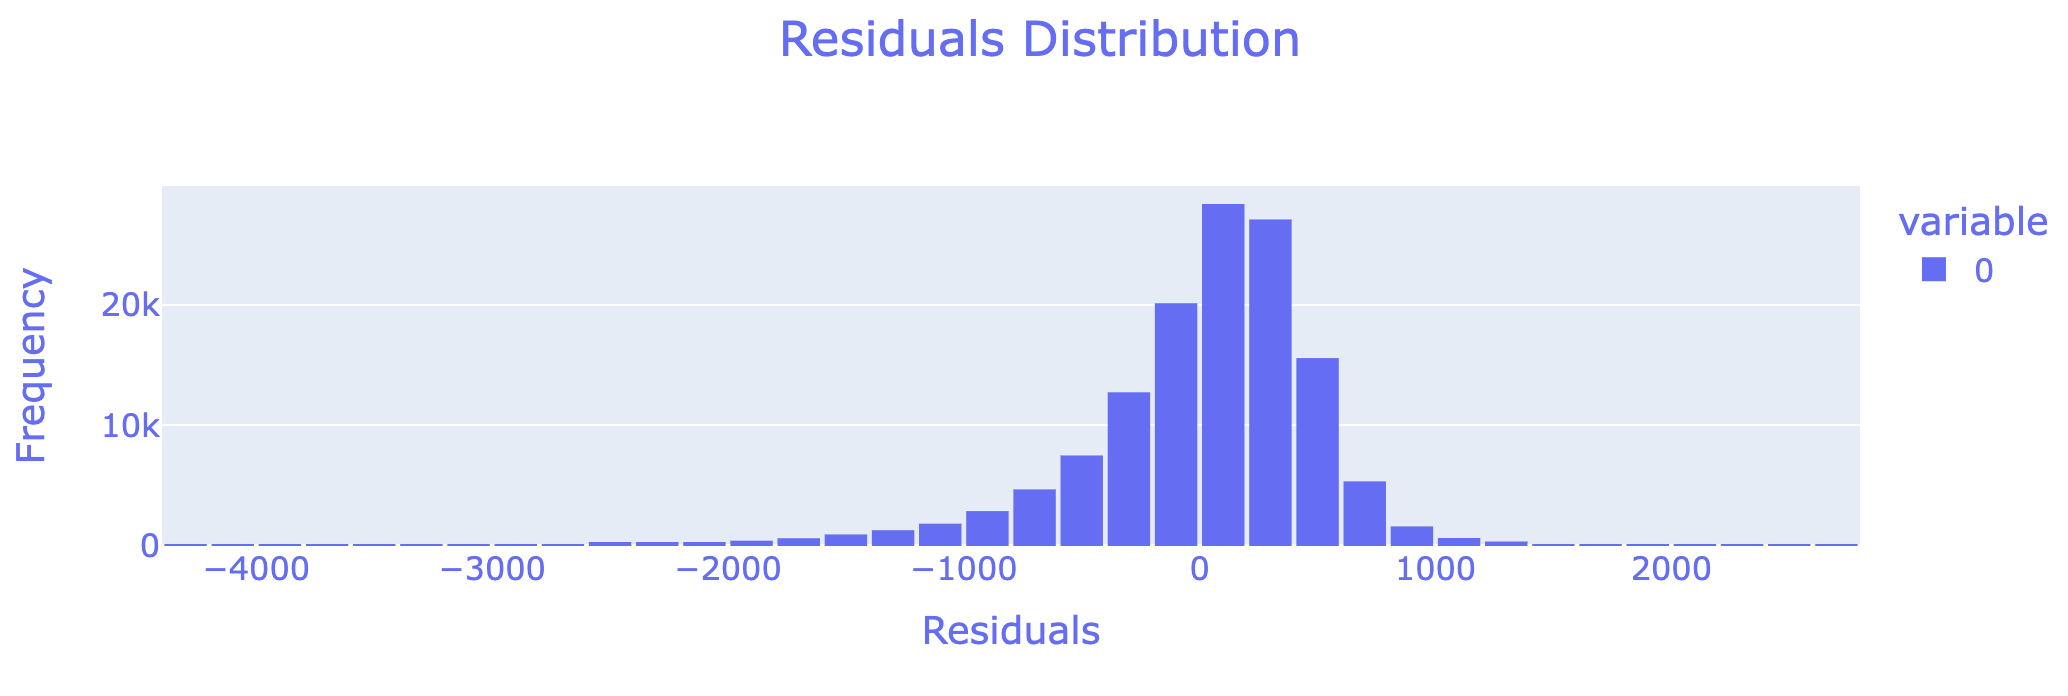 Residuals Distribution
variable
0
Frequency
20k
10k
0
−4000 −3000 −2000 −1000 0 1000 2000
Residuals